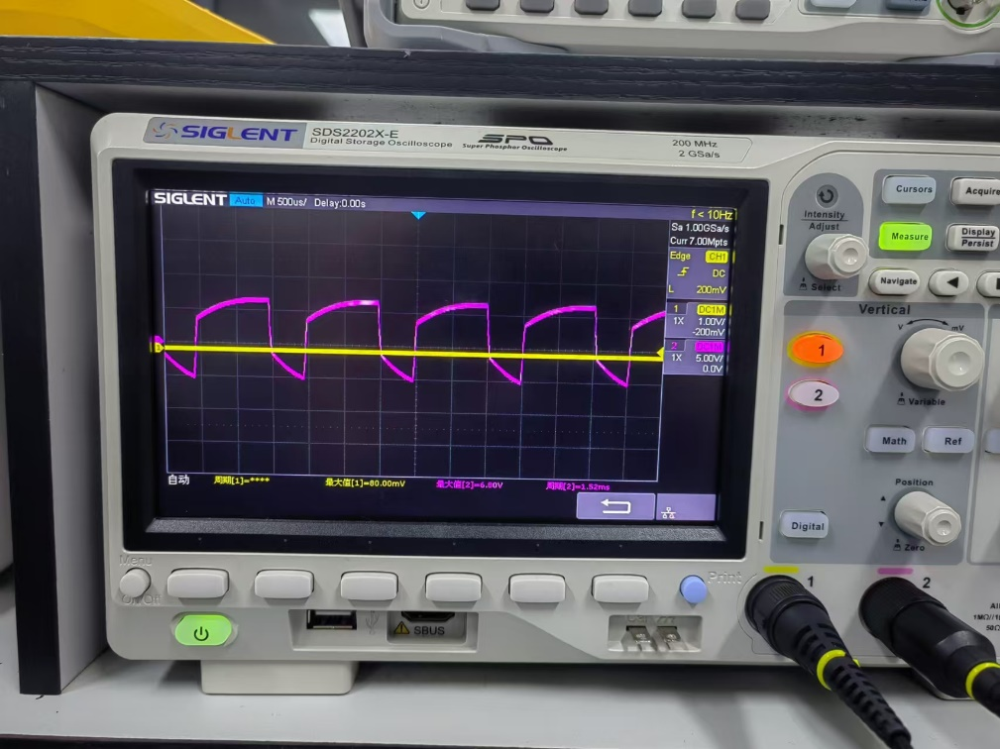 SIGLENT SDS2202X-E
Digital Storage Oscilloscope
SPO
Super Phosphor Oscilloscope
200 MHz
2 GSa/s
SIGLENT Auto M 500us/ Delay:0.00s
f < 10Hz
Sa 1.00GSa/s
Curr 7.00Mpts
Edge CH1
DC
L 200mV
1 DC1M
1X 1.00V/
-200mV
2
1X 5.00V/
0.0V
自动 周期[1]=**** 最大值[1]=80.00mV 最大值[2]=6.80V 周期[2]=1.52ms
Intensity
Adjust
Select
Cursors
Acquire
Measure
Display
Persist
Navigate
Vertical
V mV
1
Variable
2
Math
Ref
Position
Zero
Digital
Menu
On/Off
Print
SBUS
1
2
1MΩ//
50Ω